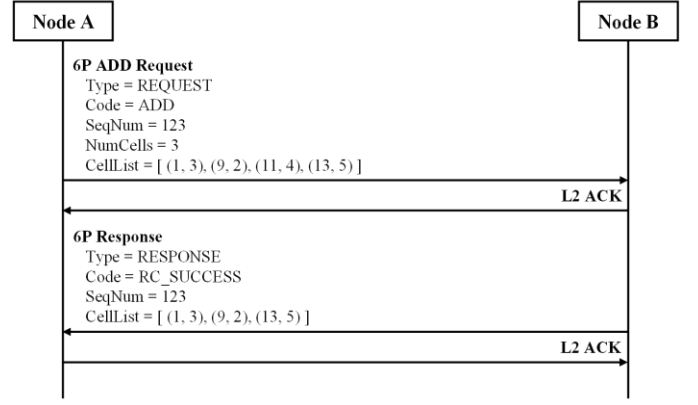 Node A
Node B
6P ADD Request
Type = REQUEST
Code = ADD
SeqNum = 123
NumCells = 3
CellList = [ (1, 3), (9, 2), (11, 4), (13, 5) ]
L2 ACK
6P Response
Type = RESPONSE
Code = RC_SUCCESS
SeqNum = 123
CellList = [ (1, 3), (9, 2), (13, 5) ]
L2 ACK